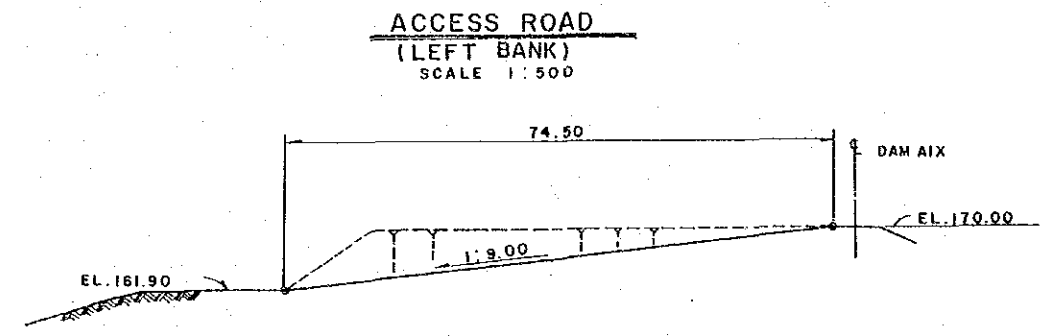 ACCESS ROAD
(LEFT BANK)
SCALE 1:500
74.50
DAM AIX
EL.170.00
1:9.00
EL.161.90